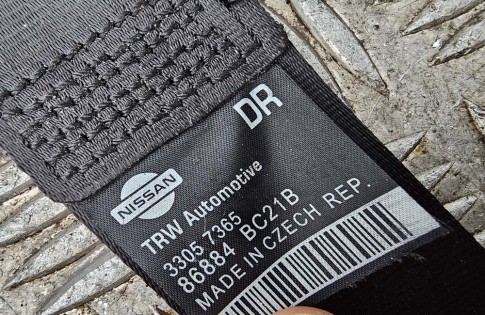 DR
NISSAN
TRW Automotive
3305 7365
86884 BC21B
MADE IN CZECH REP.